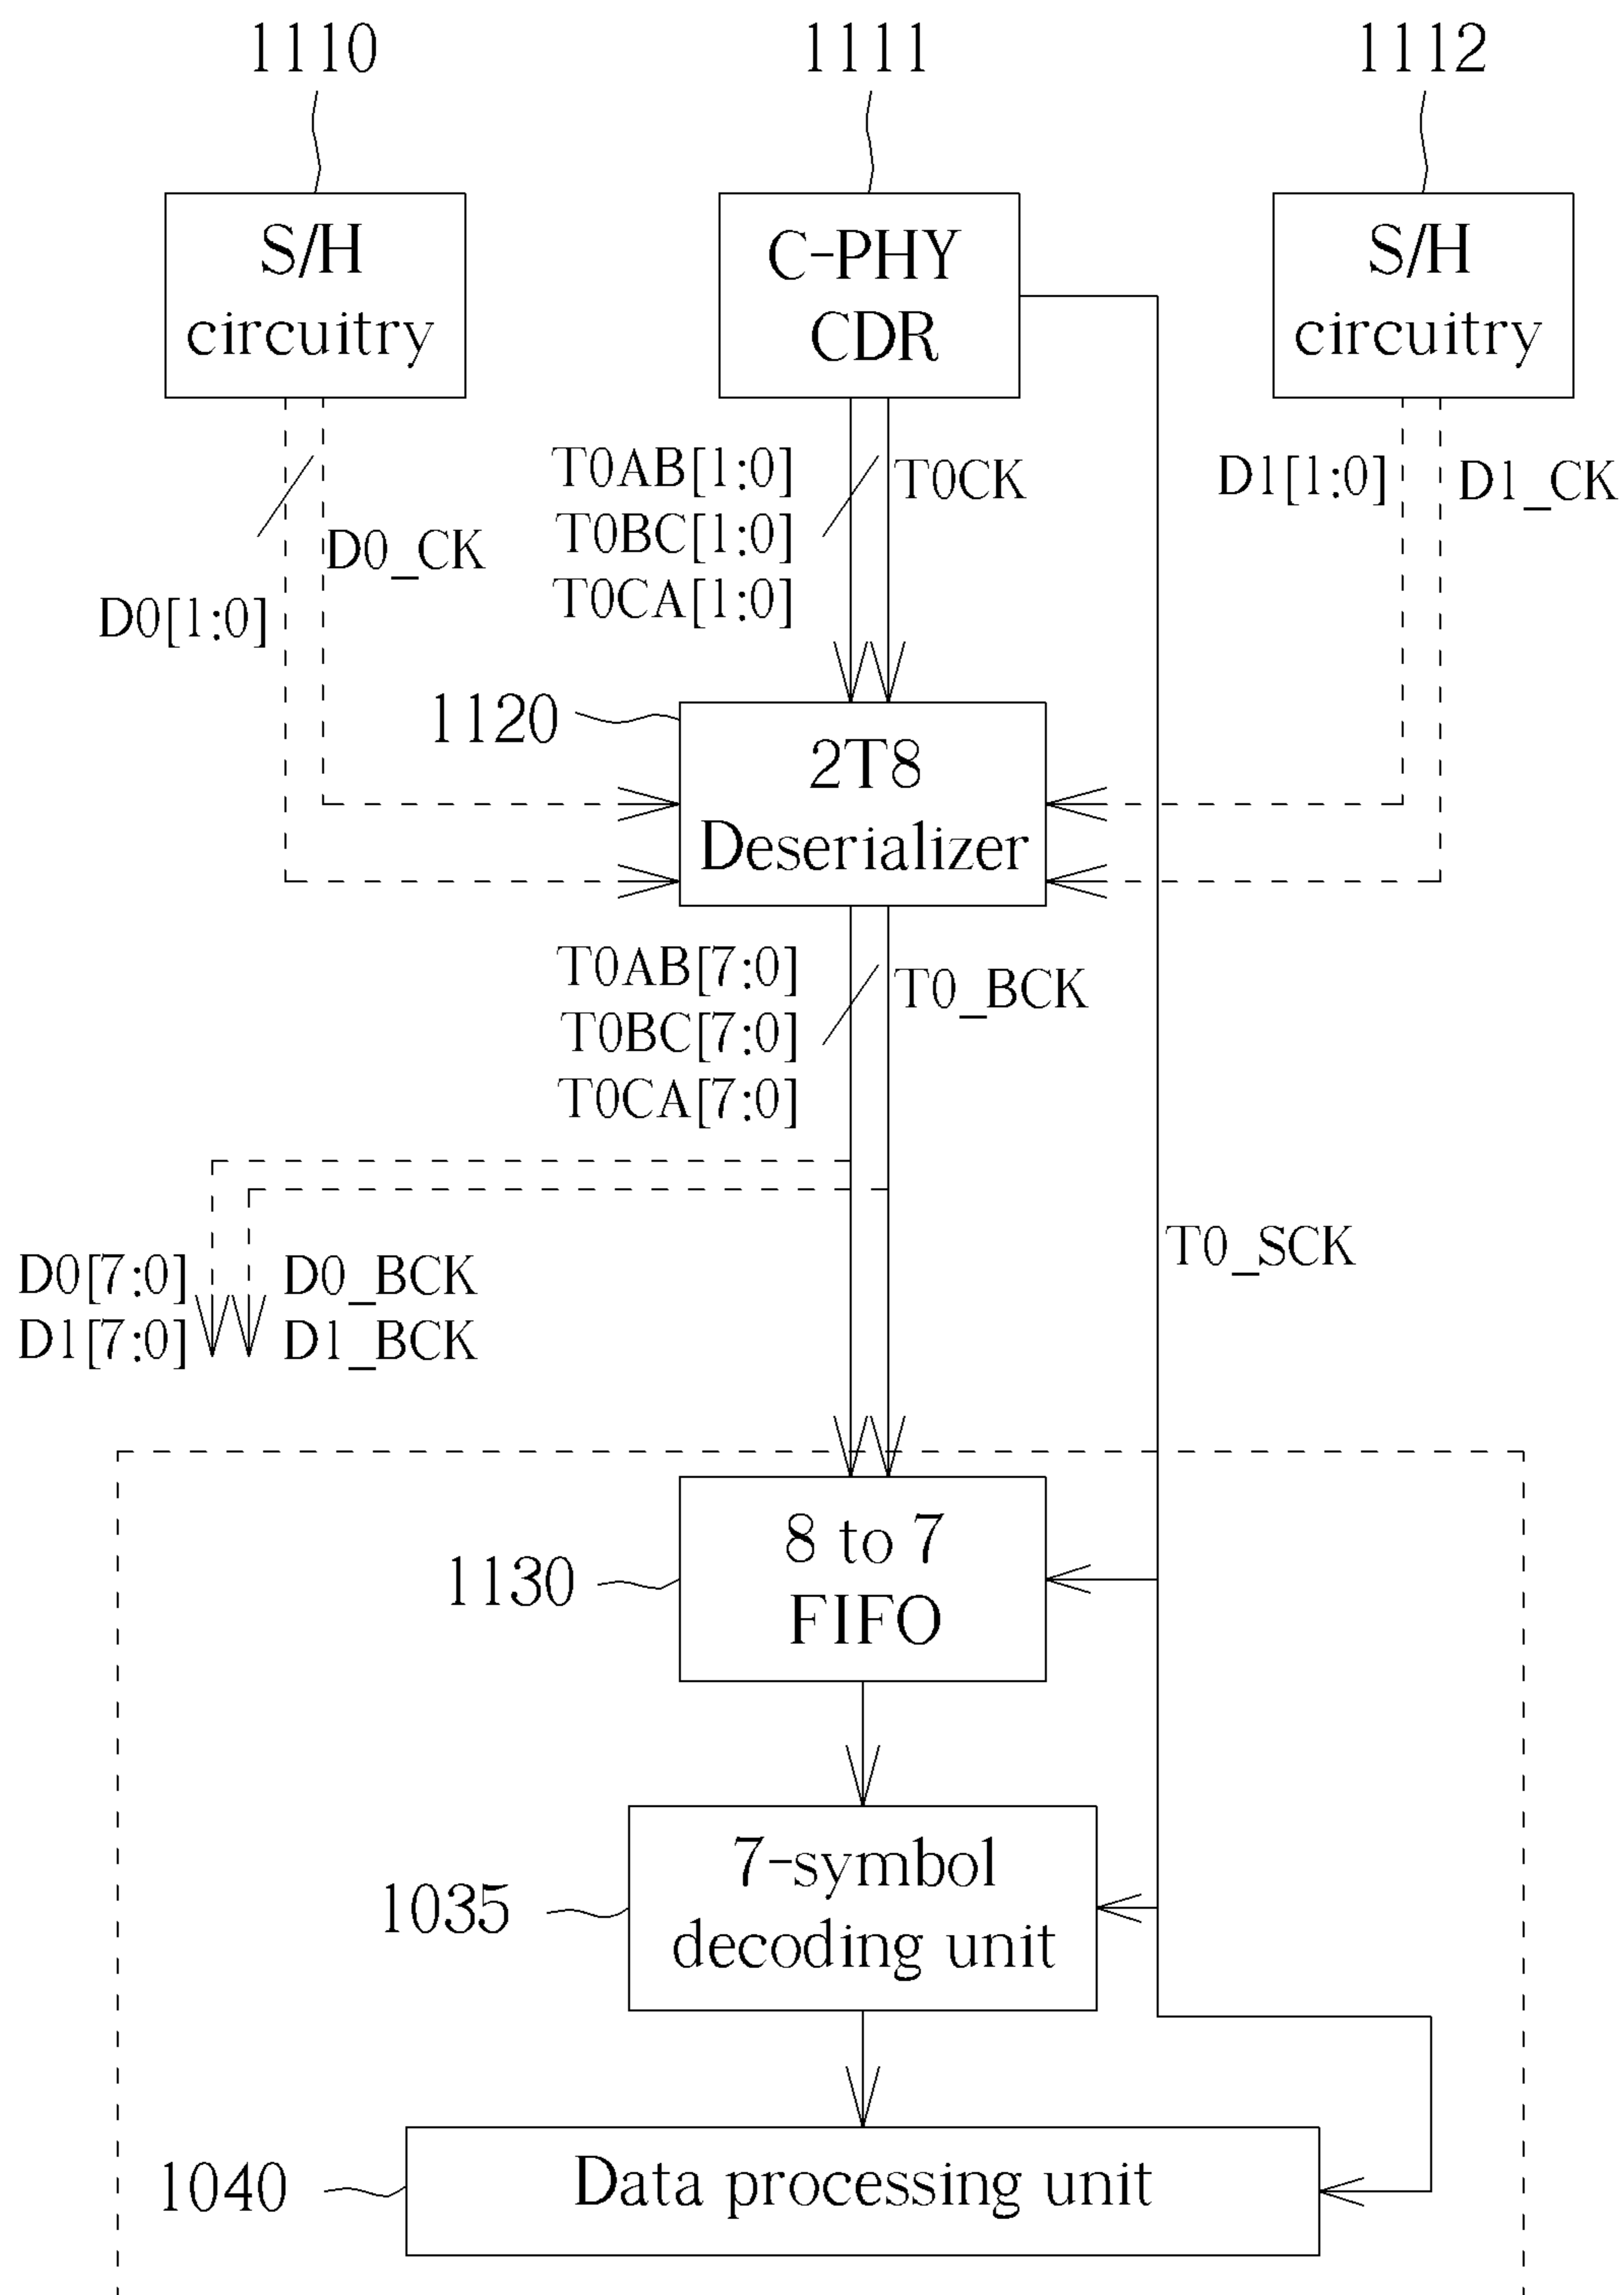 1110
1111
1112
S/H
circuitry
C-PHY
CDR
S/H
circuitry
T0AB[1:0]
T0BC[1:0]
T0CA[1:0]
T0CK
D1[1:0]
D1_CK
D0_CK
D0[1:0]
1120
2T8
Deserializer
T0AB[7:0]
T0BC[7:0]
T0CA[7:0]
T0_BCK
T0_SCK
D0[7:0]
D1[7:0]
D0_BCK
D1_BCK
8 to 7
FIFO
1130
7-symbol
decoding unit
1035
Data processing unit
1040